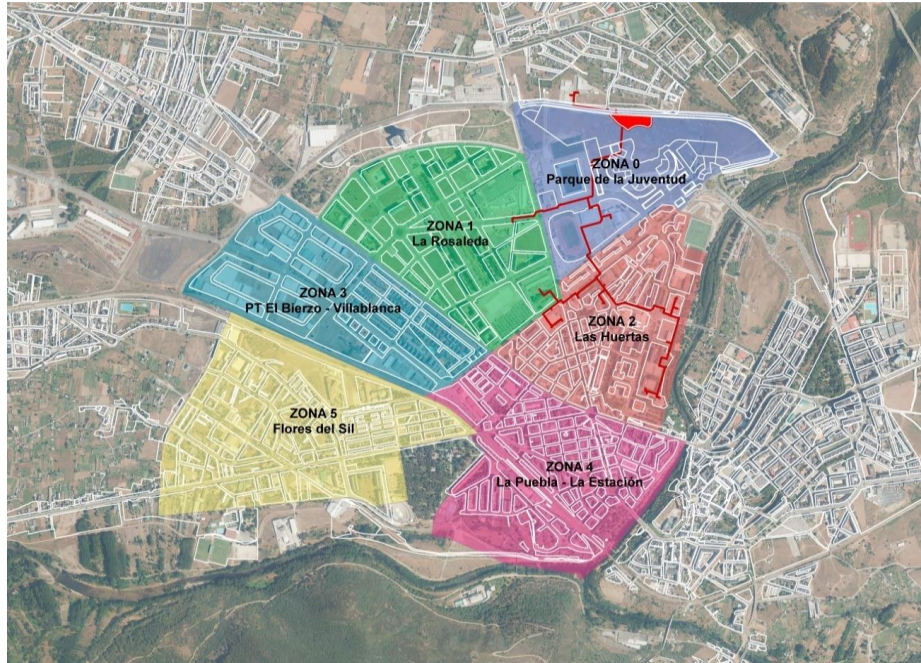 ZONA 0
Parque de la Juventud
ZONA 1
La Rosaleda
ZONA 3
PT El Bierzo - Villablanca
ZONA 2
Las Huertas
ZONA 5
Flores del Sil
ZONA 4
La Puebla - La Estación